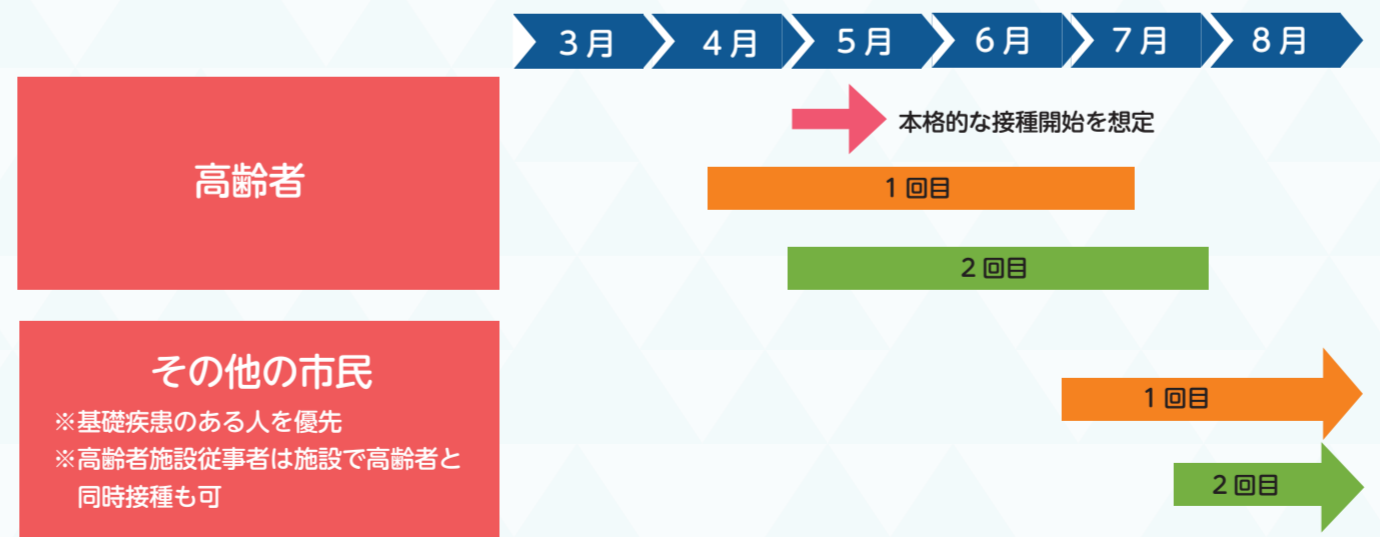 3月 4月 5月 6月 7月 8月
高齢者
本格的な接種開始を想定
1回目
2回目
その他の市民
※基礎疾患のある人を優先
※高齢者施設従事者は施設で高齢者と
同時接種も可
1回目
2回目